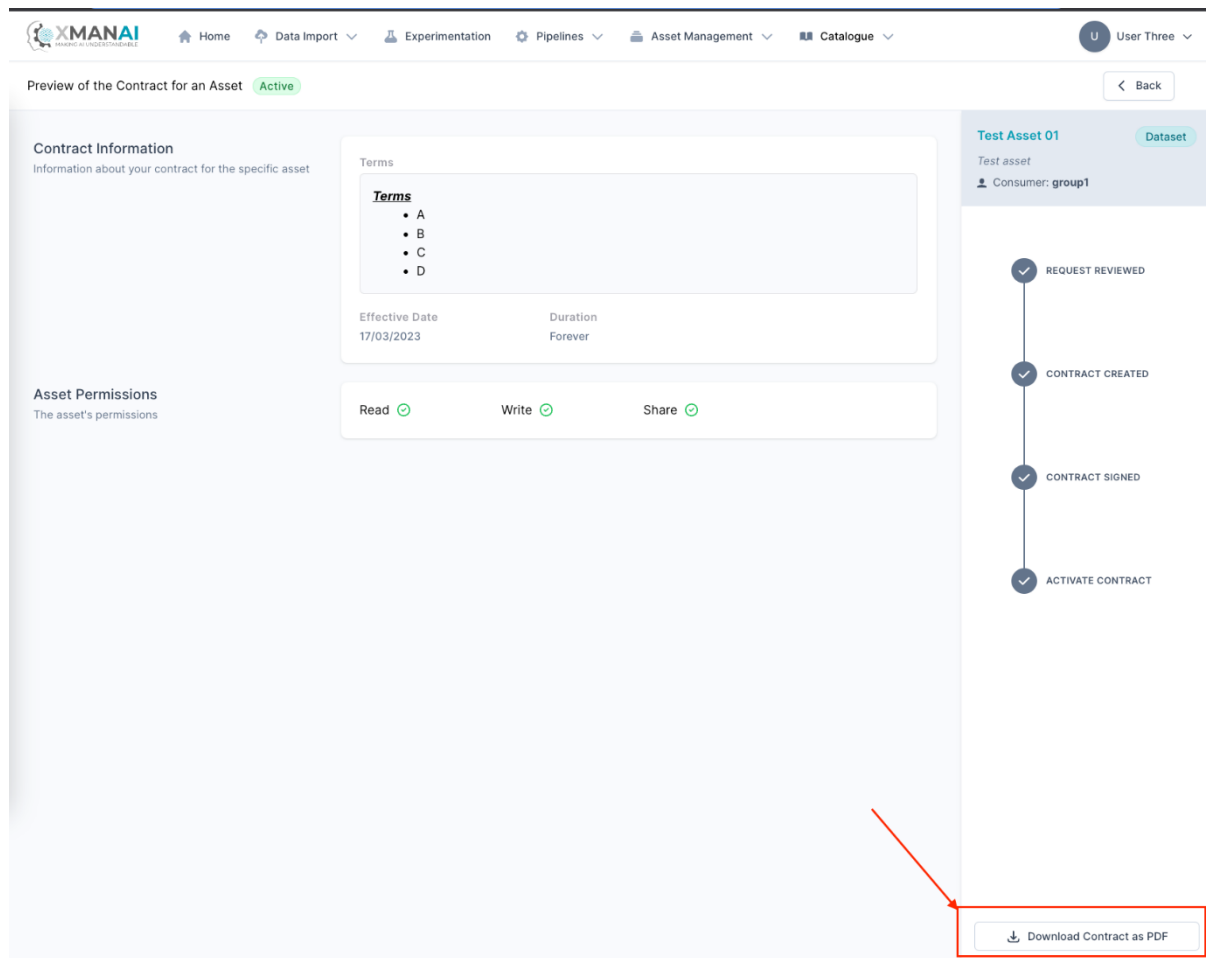 XMANAI
MAKING AI UNDERSTANDABLE
Home
Data Import
Experimentation
Pipelines
Asset Management
Catalogue
U
User Three
Preview of the Contract for an Asset
Active
Back
Contract Information
Information about your contract for the specific asset
Terms
Terms
• A
• B
• C
• D
Effective Date
Duration
17/03/2023
Forever
Asset Permissions
The asset's permissions
Read
Write
Share
Test Asset 01
Dataset
Test asset
Consumer: group1
REQUEST REVIEWED
CONTRACT CREATED
CONTRACT SIGNED
ACTIVATE CONTRACT
Download Contract as PDF